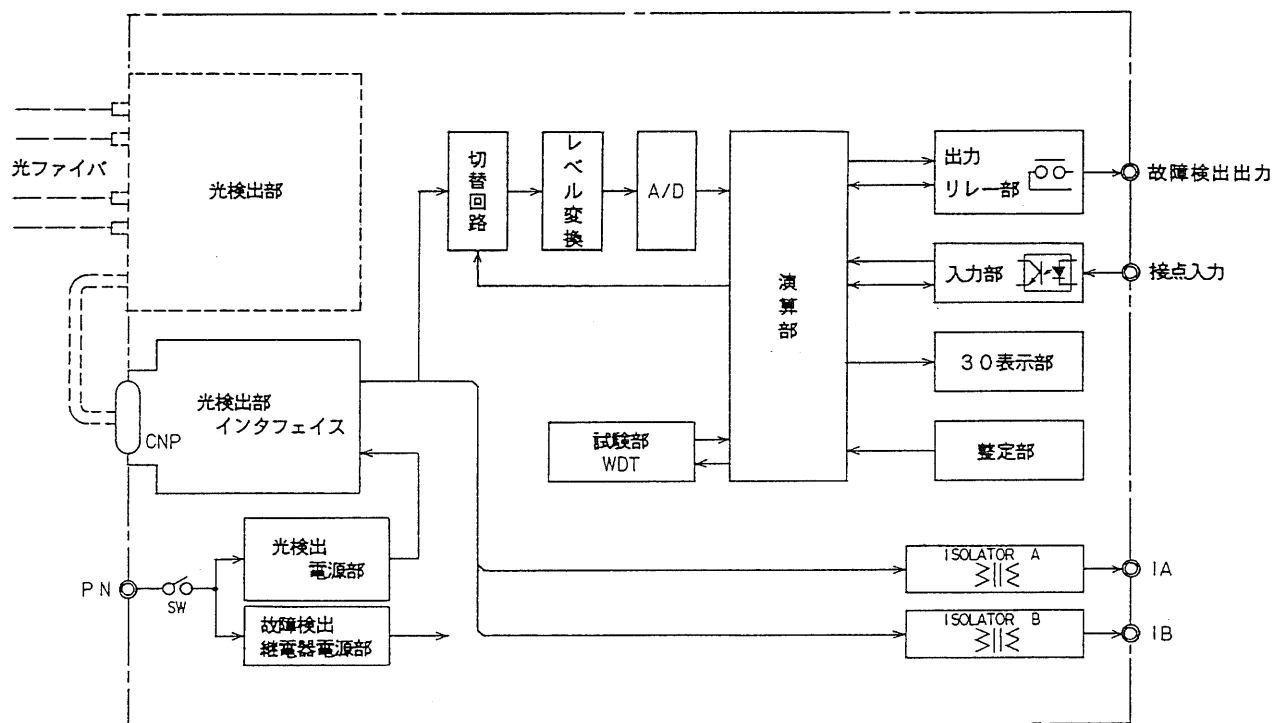 光ファイバ
光検出部
切替回路
レベル変換
A/D
演算部
出力
リレー部
故障検出出力
入力部
接点入力
30表示部
整定部
試験部
WDT
光検出部
インタフェイス
CNP
光検出
電源部
PN
SW
故障検出
継電器電源部
ISOLATOR A
IA
ISOLATOR B
IB